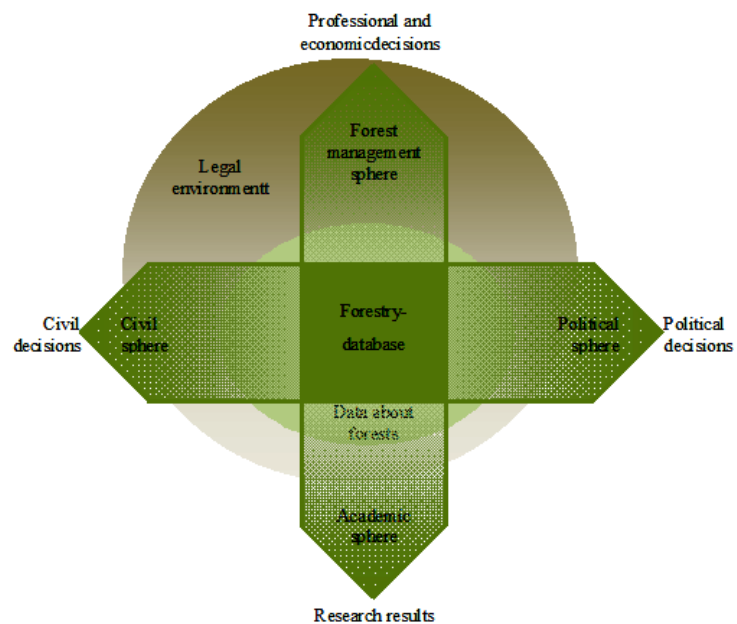 Professional and
economicdecisions
Forest
management
sphere
Legal
environmentt
Civil
decisions
Civil
sphere
Forestry-
database
Political
sphere
Political
decisions
Data about
forests
Academic
sphere
Research results